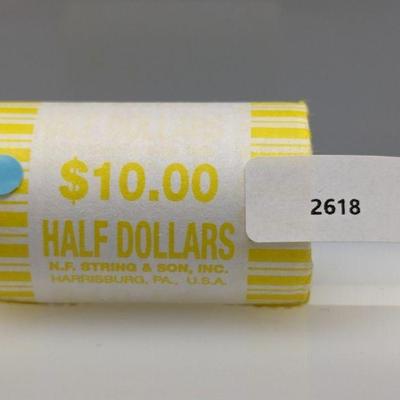 $10.00
HALF DOLLARS
N.F. STRING & SON, INC.
HARRISBURG, PA., U.S.A.
2618